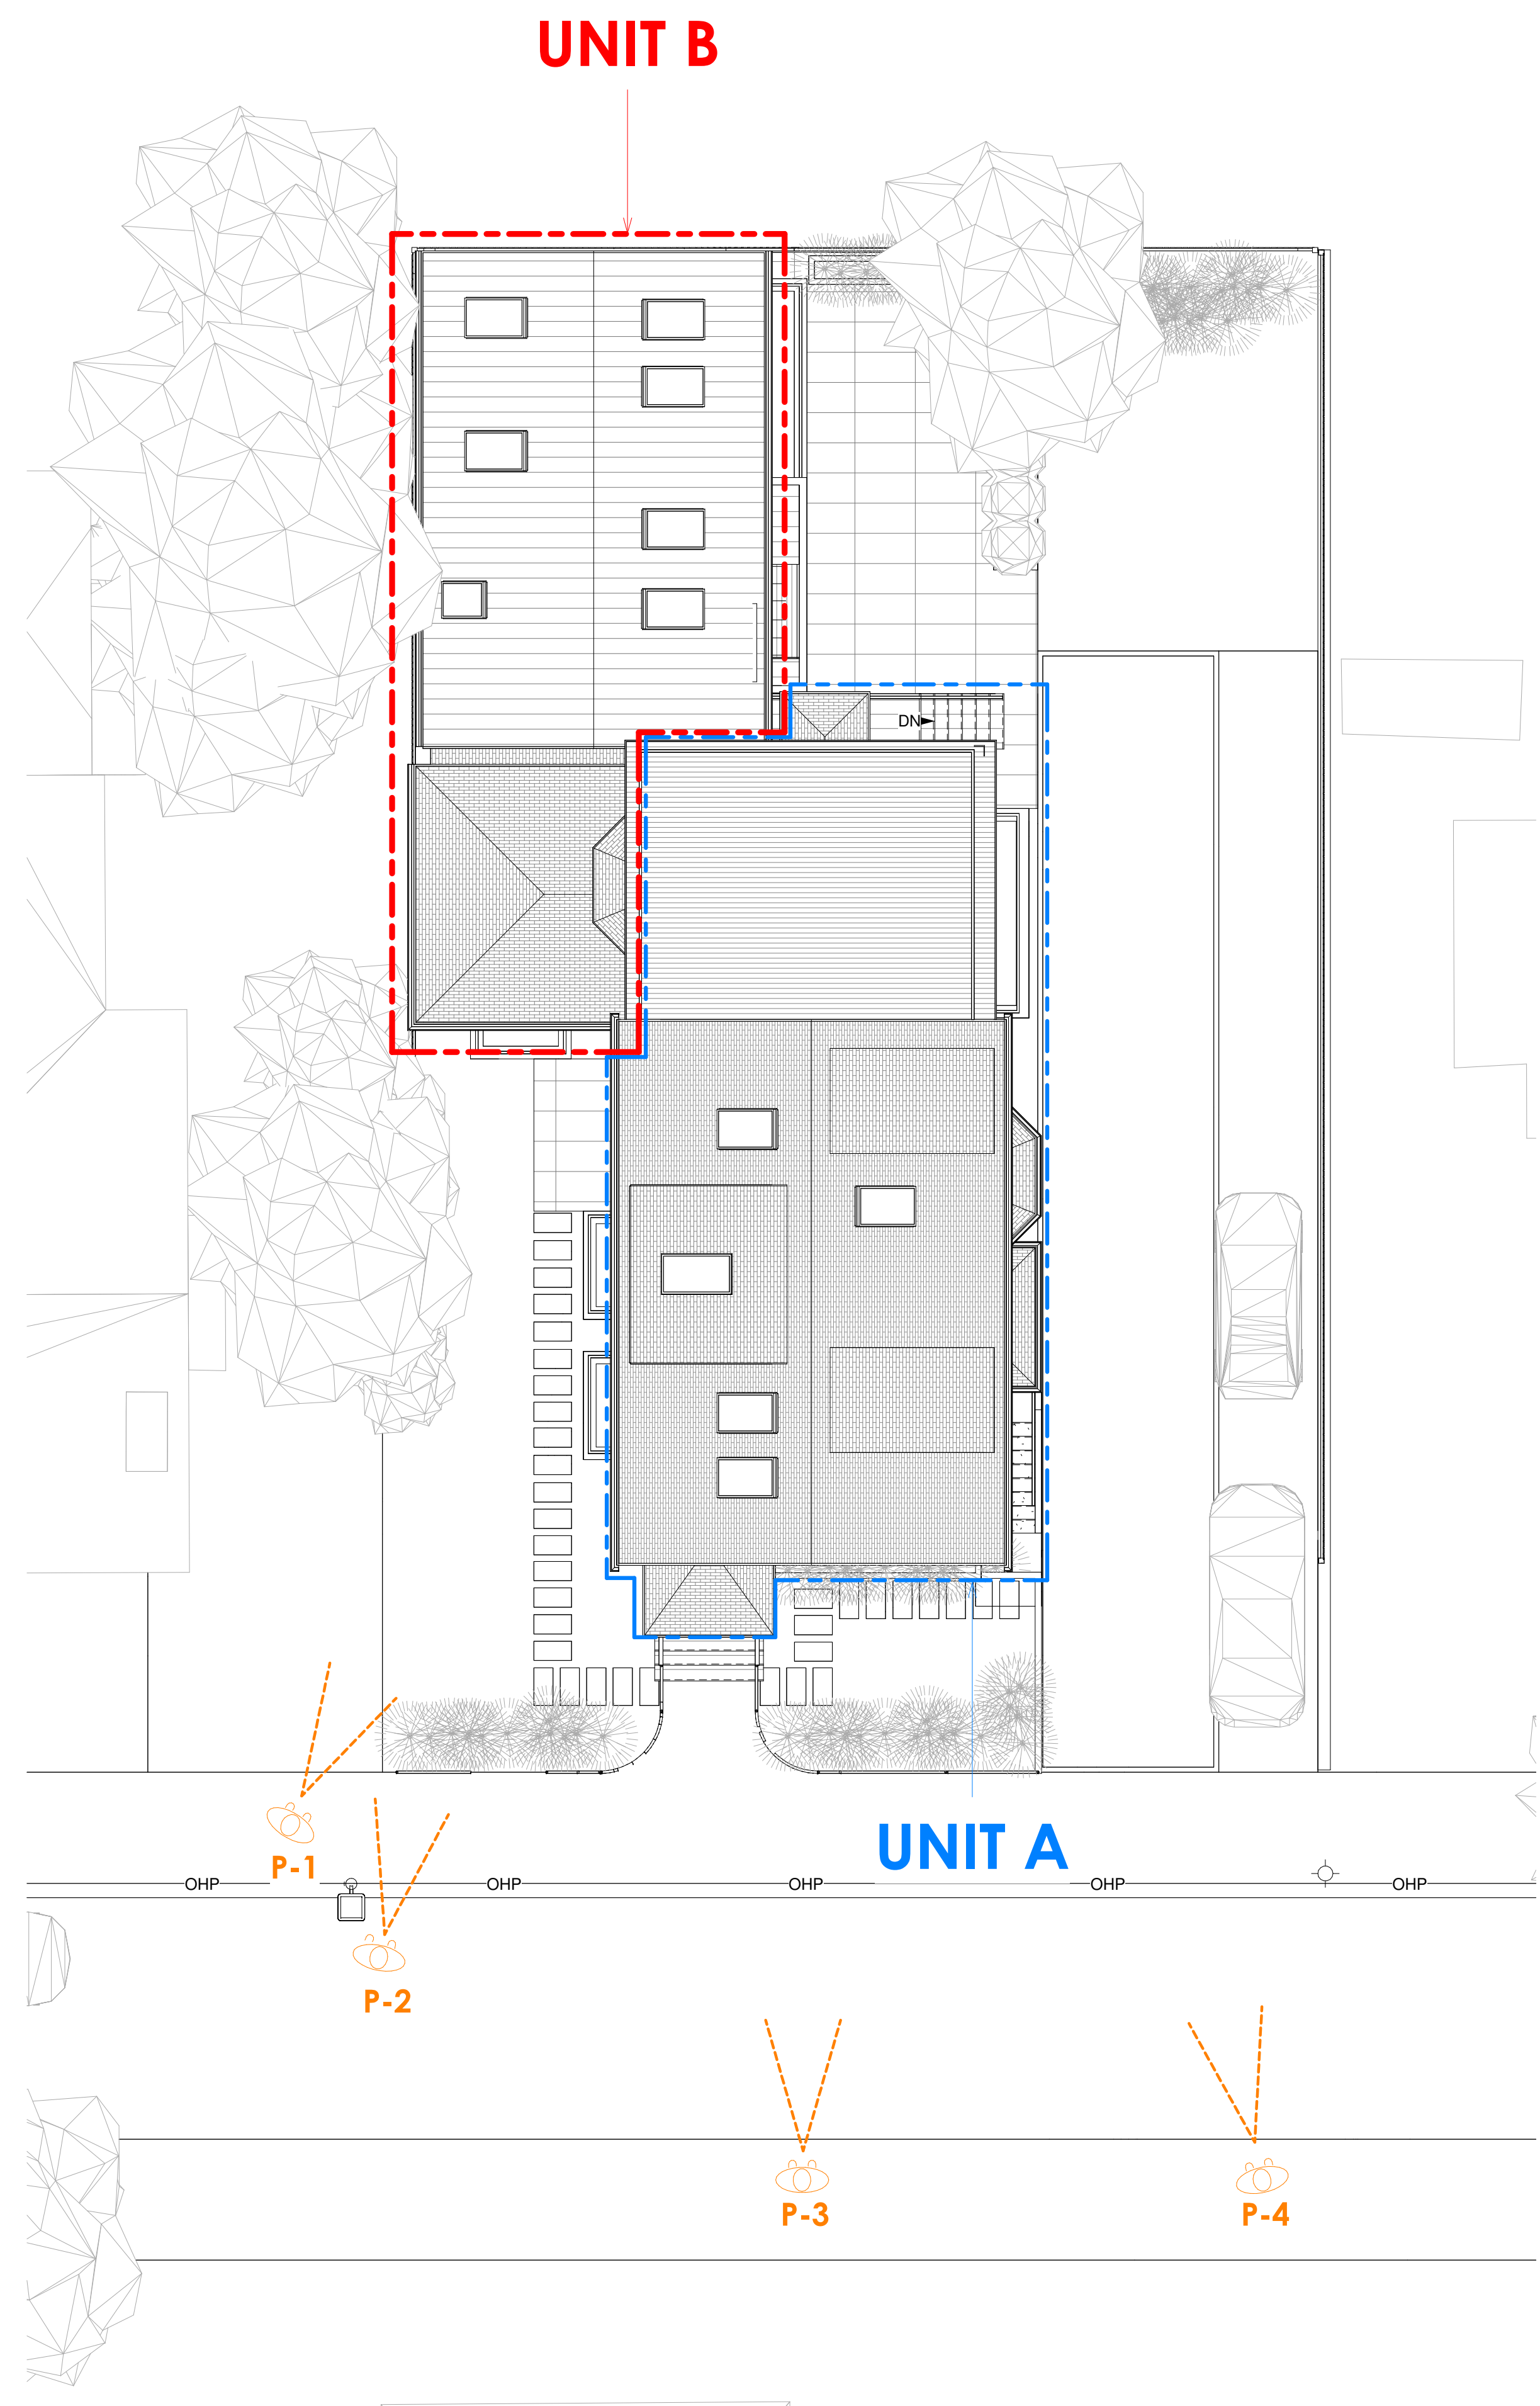 UNIT B
DN
UNIT A
P-1
OHP OHP OHP OHP OHP
P-2
P-3
P-4